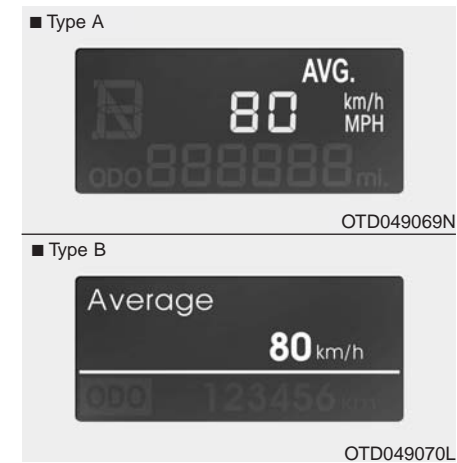 ■ Type A
AVG.
80 km/h
MPH
ODO 888888 mi.
OTD049069N
■ Type B
Average
80 km/h
ODO 123456 km
OTD049070L